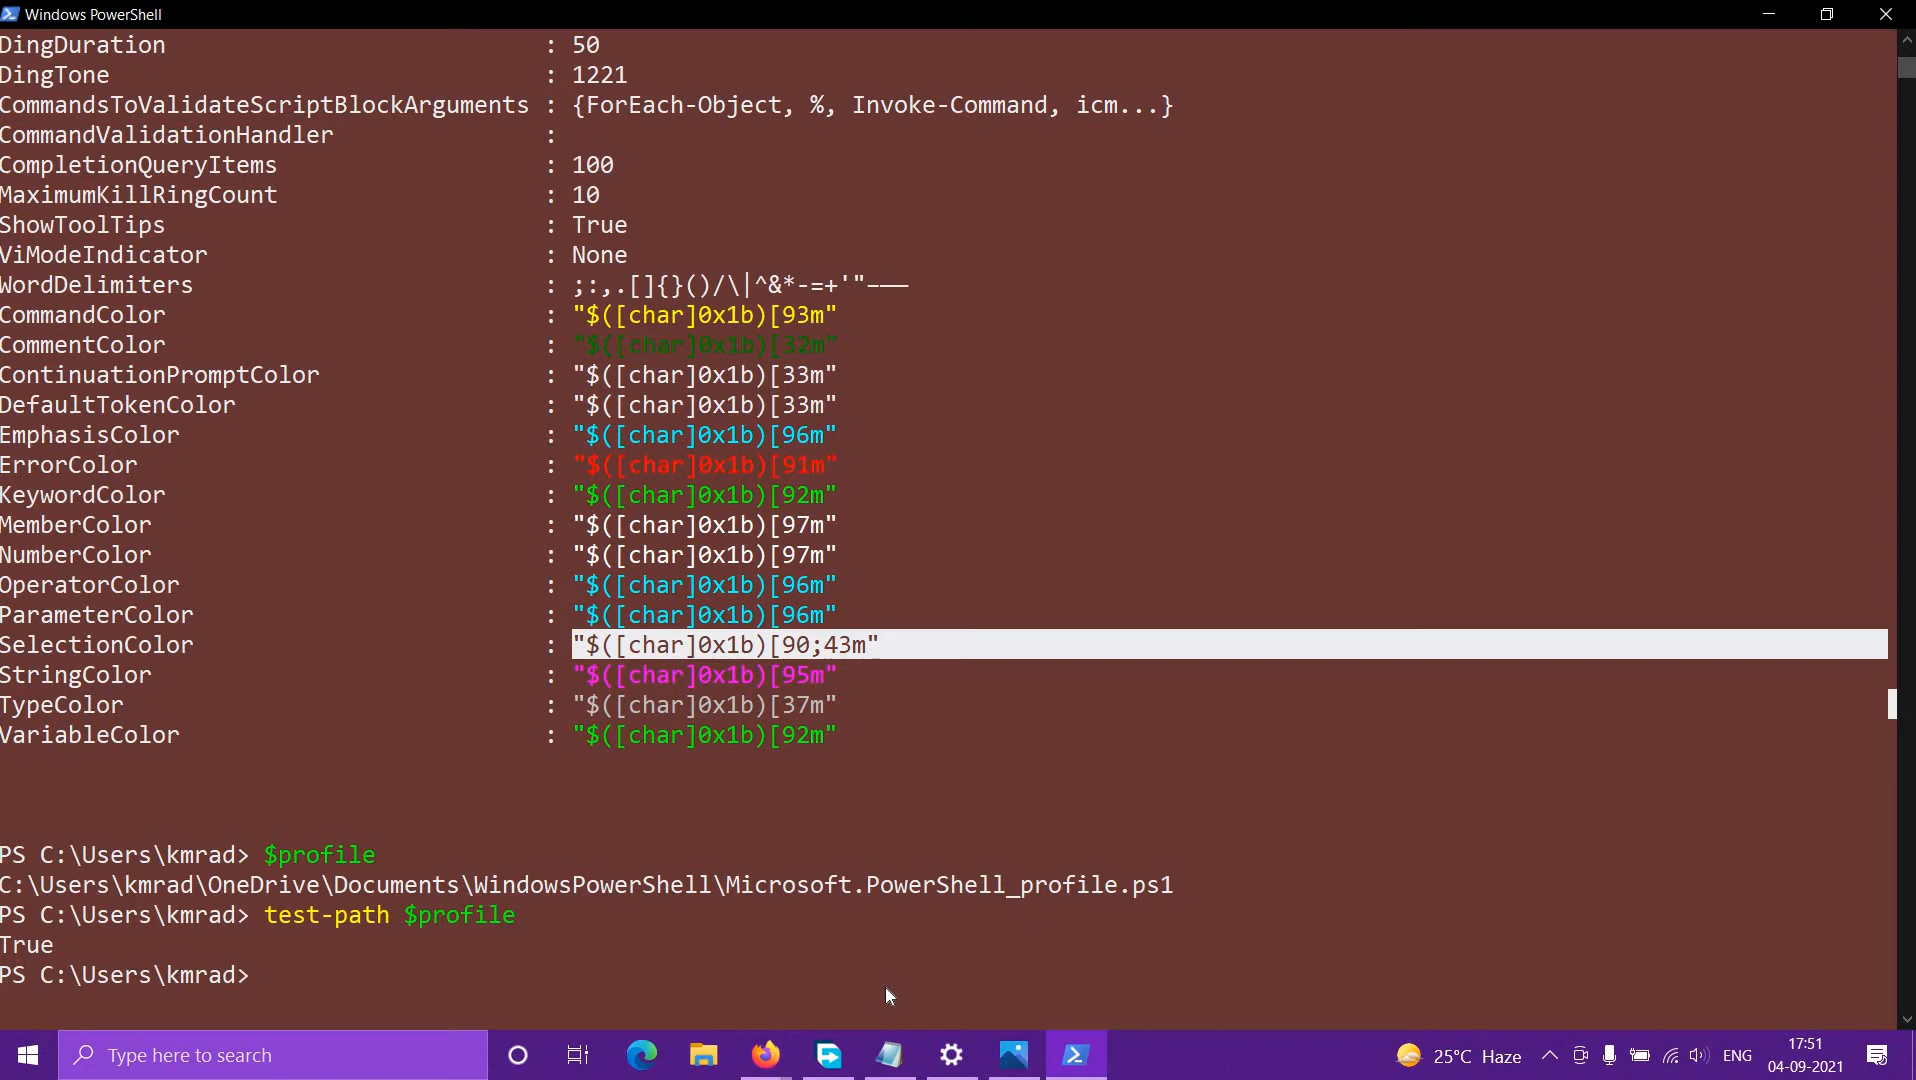 Windows PowerShell
DingDuration : 50
DingTone : 1221
CommandsToValidateScriptBlockArguments : {ForEach-Object, %, Invoke-Command, icm...}
CommandValidationHandler :
CompletionQueryItems : 100
MaximumKillRingCount : 10
ShowToolTips : True
ViModeIndicator : None
WordDelimiters : ;:,.[]{}()/\|^&*-=+'"–—―
CommandColor : "$([char]0x1b)[93m"
CommentColor : "$([char]0x1b)[32m"
ContinuationPromptColor : "$([char]0x1b)[33m"
DefaultTokenColor : "$([char]0x1b)[33m"
EmphasisColor : "$([char]0x1b)[96m"
ErrorColor : "$([char]0x1b)[91m"
KeywordColor : "$([char]0x1b)[92m"
MemberColor : "$([char]0x1b)[97m"
NumberColor : "$([char]0x1b)[97m"
OperatorColor : "$([char]0x1b)[96m"
ParameterColor : "$([char]0x1b)[96m"
SelectionColor : "$([char]0x1b)[90;43m"
StringColor : "$([char]0x1b)[95m"
TypeColor : "$([char]0x1b)[37m"
VariableColor : "$([char]0x1b)[92m"
PS C:\Users\kmrad> $profile
C:\Users\kmrad\OneDrive\Documents\WindowsPowerShell\Microsoft.PowerShell_profile.ps1
PS C:\Users\kmrad> test-path $profile
True
PS C:\Users\kmrad>
Type here to search
25°C Haze
ENG
17:51
04-09-2021